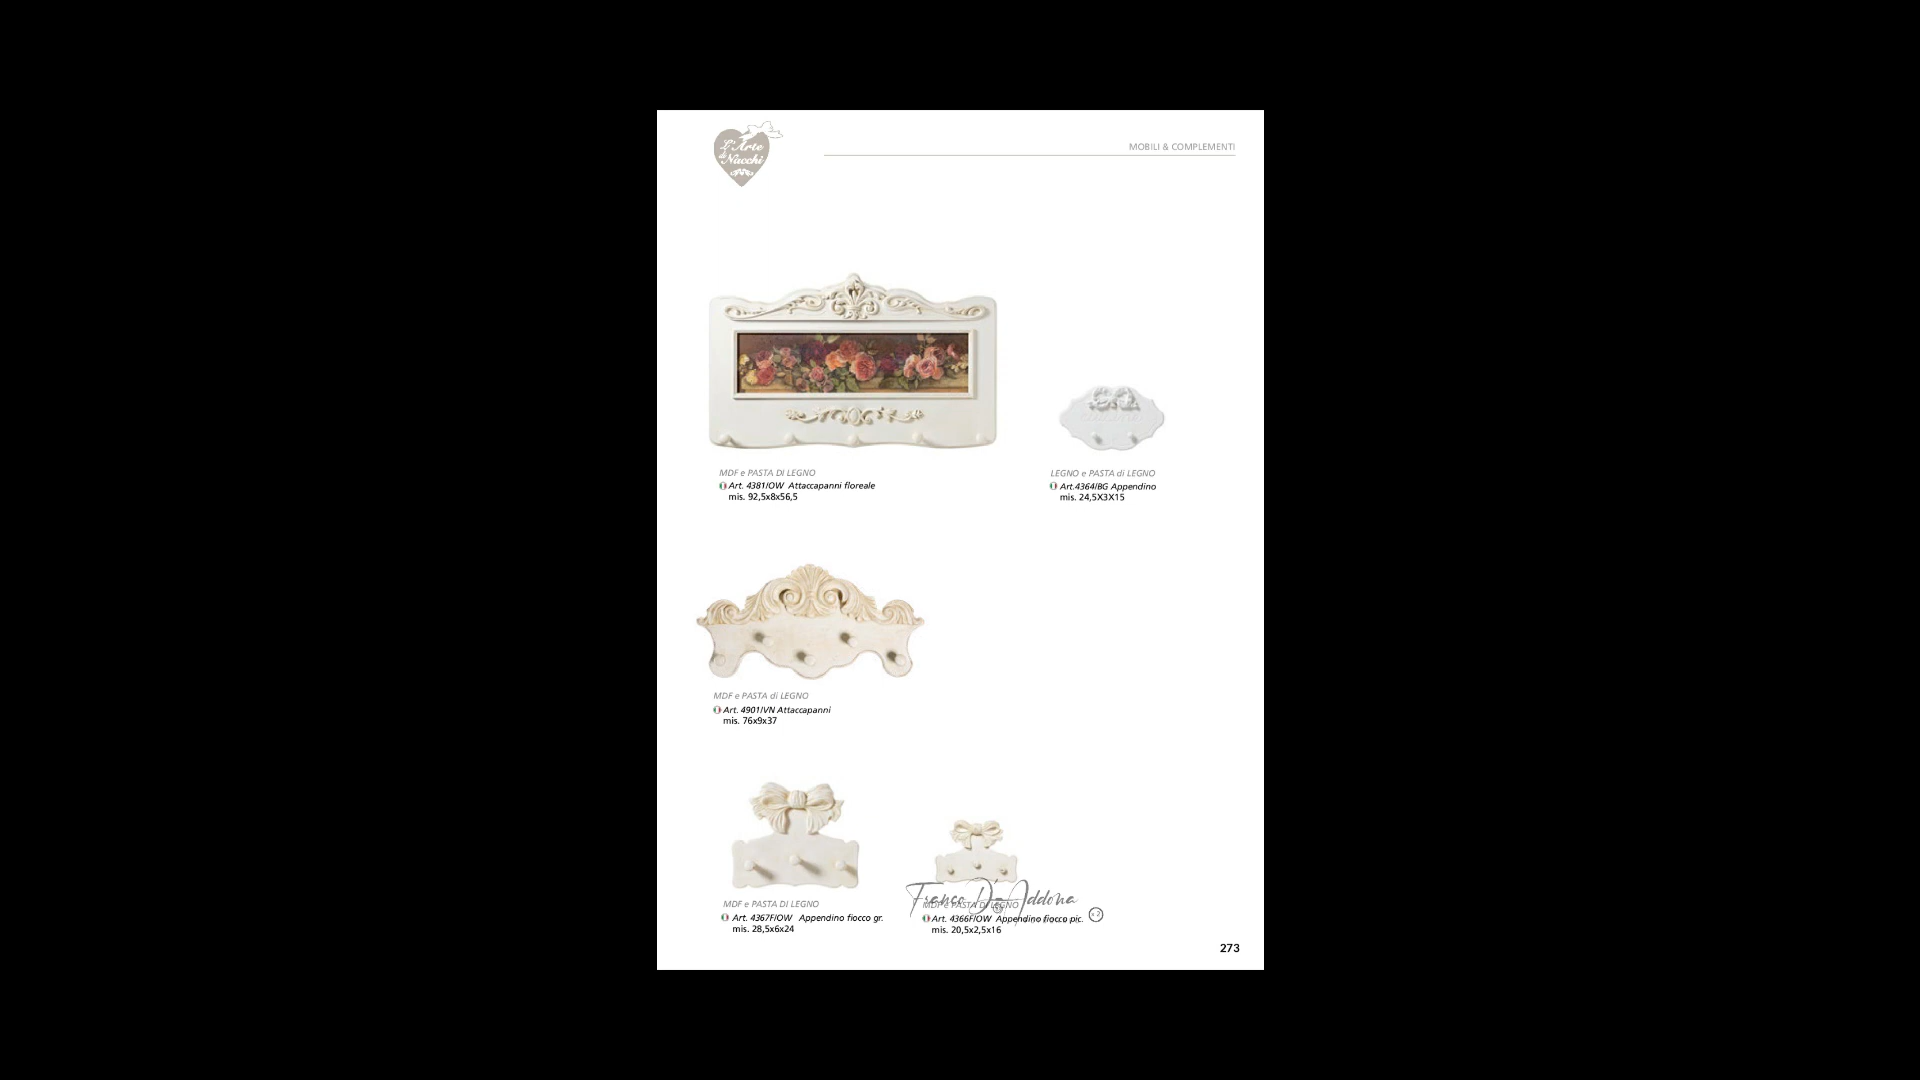 L'Arte
di Nacchi
MOBILI & COMPLEMENTI
MDF e PASTA DI LEGNO
Art. 4381/OW Attaccapanni floreale
mis. 92,5x8x56,5
LEGNO e PASTA di LEGNO
Art.4364/BG Appendino
mis. 24,5X3X15
MDF e PASTA di LEGNO
Art. 4901/VN Attaccapanni
mis. 76x9x37
MDF e PASTA DI LEGNO
Art. 4367F/OW Appendino fiocco gr.
mis. 28,5x6x24
Franco D'Addona
MDF e PASTA DI LEGNO
Art. 4366F/OW Appendino fiocco pic.
x 2
mis. 20,5x2,5x16
273